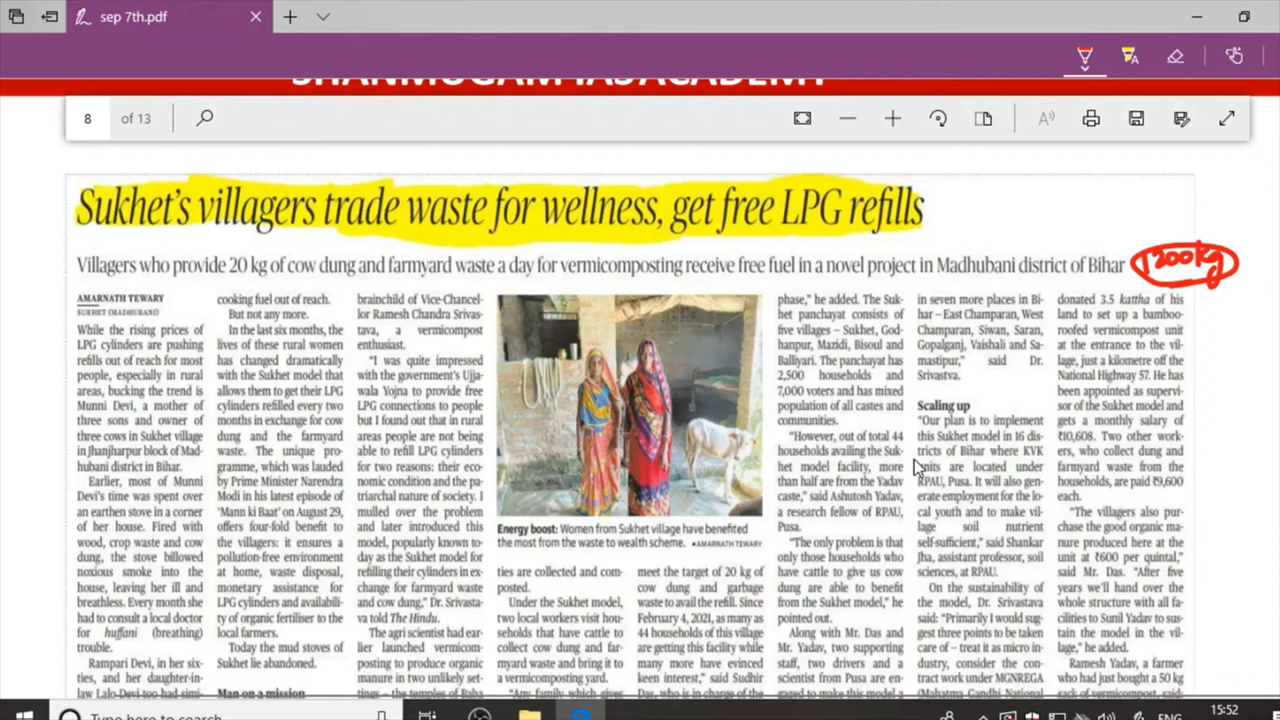 sep 7th.pdf
8 of 13
Sukhet's villagers trade waste for wellness, get free LPG refills
Villagers who provide 20 kg of cow dung and farmyard waste a day for vermicomposting receive free fuel in a novel project in Madhubani district of Bihar
1200kg
AMARNATH TEWARY
SUKHET (MADHUBANI)
While the rising prices of
LPG cylinders are pushing
refills out of reach for most
people, especially in rural
areas, bucking the trend is
Munni Devi, a mother of
three sons and owner of
three cows in Sukhet village
in Jhanjharpur block of Mad-
hubani district in Bihar.
Earlier, most of Munni
Devi's time was spent over
an earthen stove in a corner
of her house. Fired with
wood, crop waste and cow
dung, the stove billowed
noxious smoke into the
house, leaving her ill and
breathless. Every month she
had to consult a local doctor
for huffani (breathing)
trouble.
Rampari Devi, in her six-
ties, and her daughter-in-
law Lalo Devi too had simi-
cooking fuel out of reach.
But not any more.
In the last six months, the
lives of these rural women
has changed dramatically
with the Sukhet model that
allows them to get their LPG
cylinders refilled every two
months in exchange for cow
dung and the farmyard
waste. The unique pro-
gramme, which was lauded
by Prime Minister Narendra
Modi in his latest episode of
'Mann ki Baat' on August 29,
offers four-fold benefit to
the villagers: it ensures a
pollution-free environment
at home, waste disposal,
monetary assistance for
LPG cylinders and availabili-
ty of organic fertiliser to the
local farmers.
Today the mud stoves of
Sukhet lie abandoned.
Man on a mission
brainchild of Vice-Chancel-
lor Ramesh Chandra Srivas-
tava, a vermicompost
enthusiast.
"I was quite impressed
with the government's Ujja-
wala Yojna to provide free
LPG connections to people
but I found out that in rural
areas people are not being
able to refill LPG cylinders
for two reasons: their eco-
nomic condition and the pa-
triarchal nature of society. I
mulled over the problem
and later introduced this
model, popularly known to-
day as the Sukhet model for
refilling their cylinders in ex-
change for farmyard waste
and cow dung," Dr. Srivasta-
va told The Hindu.
The agri scientist had ear-
lier launched vermicom-
posting to produce organic
manure in two unlikely set-
tings – the temples of Baba
Energy boost: Women from Sukhet village have benefited
the most from the waste to wealth scheme. •AMARNATH TEWARY
ties are collected and com-
posted.
Under the Sukhet model,
two local workers visit hou-
seholds that have cattle to
collect cow dung and far-
myard waste and bring it to
a vermicomposting yard.
"Any family which gives
meet the target of 20 kg of
cow dung and garbage
waste to avail the refill. Since
February 4, 2021, as many as
44 households of this village
are getting this facility while
many more have evinced
keen interest," said Sudhir
Das, who is in charge of the
phase," he added. The Suk-
het panchayat consists of
five villages – Sukhet, God-
hanpur, Mazidi, Bisoul and
Balliyari. The panchayat has
2,500 households and
7,000 voters and has mixed
population of all castes and
communities.
"However, out of total 44
households availing the Suk-
het model facility, more
than half are from the Yadav
caste," said Ashutosh Yadav,
a research fellow of RPAU,
Pusa.
"The only problem is that
only those households who
have cattle to give us cow
dung are able to benefit
from the Sukhet model," he
pointed out.
Along with Mr. Das and
Mr. Yadav, two supporting
staff, two drivers and a
scientist from Pusa are en-
gaged to make this model a
in seven more places in Bi-
har – East Champaran, West
Champaran, Siwan, Saran,
Gopalganj, Vaishali and Sa-
mastipur," said Dr.
Srivastva.
Scaling up
"Our plan is to implement
this Sukhet model in 16 dis-
tricts of Bihar where KVK
units are located under
RPAU, Pusa. It will also gen-
erate employment for the lo-
cal youth and to make vil-
lage soil nutrient
self-sufficient," said Shankar
Jha, assistant professor, soil
sciences, at RPAU.
On the sustainability of
the model, Dr. Srivastava
said: "Primarily I would sug-
gest three points to be taken
care of – treat it as micro in-
dustry, consider the con-
tract work under MGNREGA
(Mahatma Gandhi National
donated 3.5 kattha of his
land to set up a bamboo-
roofed vermicompost unit
at the entrance to the vil-
lage, just a kilometre off the
National Highway 57. He has
been appointed as supervi-
sor of the Sukhet model and
gets a monthly salary of
₹10,608. Two other work-
ers, who collect dung and
farmyard waste from the
households, are paid ₹9,600
each.
"The villagers also pur-
chase the good organic ma-
nure produced here at the
unit at ₹600 per quintal,"
said Mr. Das. "After five
years we'll hand over the
whole structure with all fa-
cilities to Sunil Yadav to sus-
tain the model in the vil-
lage," he added.
Ramesh Yadav, a farmer
who had just bought a 50 kg
sack of vermicompost, said:
Type here to search
ENG
15:52